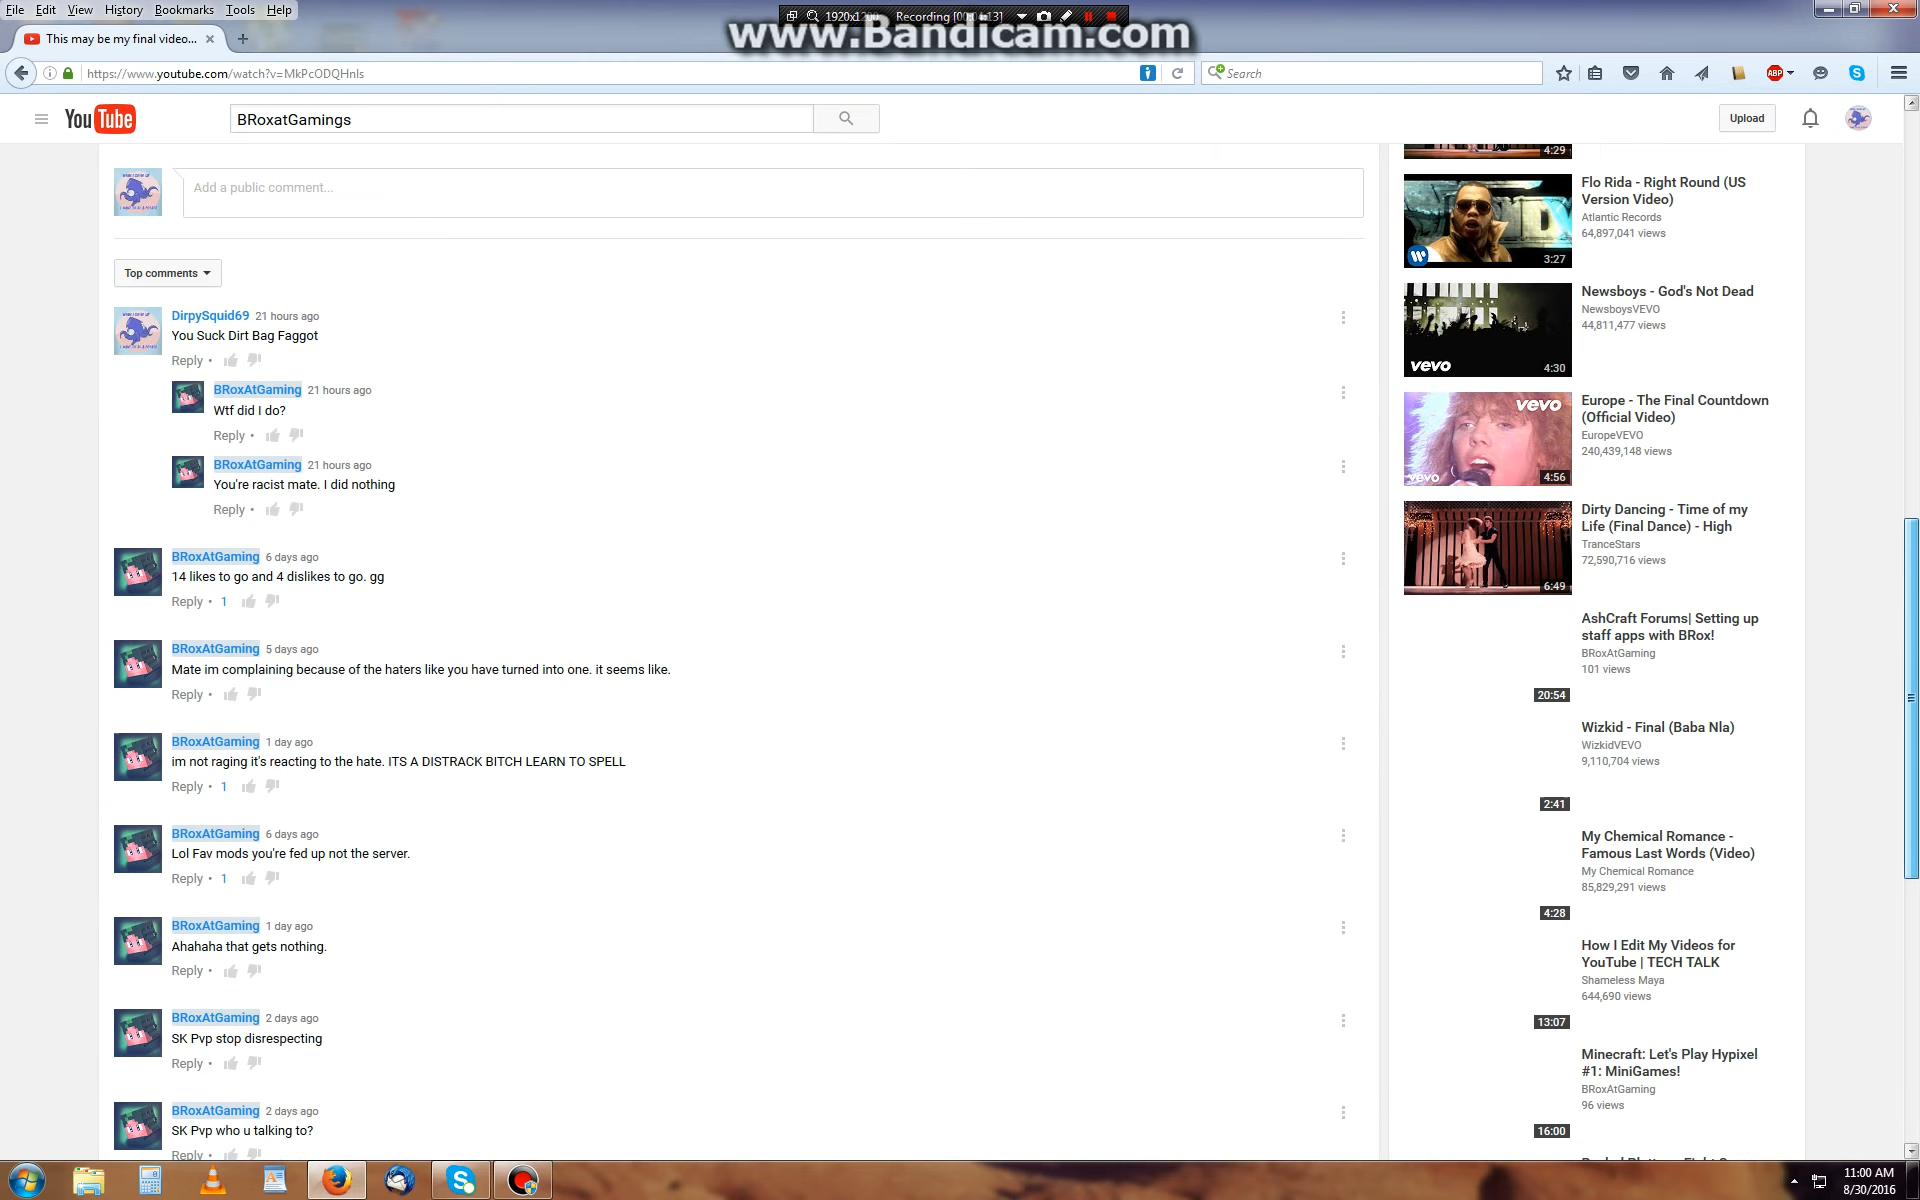 File Edit View History Bookmarks Tools Help
1920x1200 Recording [00:04:13]
www.Bandicam.com
This may be my final video...
https://www.youtube.com/watch?v=MkPcODQHnls
Search
ABP
YouTube
BRoxatGamings
Upload
Add a public comment...
Top comments
DirpySquid69 21 hours ago
You Suck Dirt Bag Faggot
Reply •
BRoxAtGaming 21 hours ago
Wtf did I do?
Reply •
BRoxAtGaming 21 hours ago
You're racist mate. I did nothing
Reply •
BRoxAtGaming 6 days ago
14 likes to go and 4 dislikes to go. gg
Reply • 1
BRoxAtGaming 5 days ago
Mate im complaining because of the haters like you have turned into one. it seems like.
Reply •
BRoxAtGaming 1 day ago
im not raging it's reacting to the hate. ITS A DISTRACK BITCH LEARN TO SPELL
Reply • 1
BRoxAtGaming 6 days ago
Lol Fav mods you're fed up not the server.
Reply • 1
BRoxAtGaming 1 day ago
Ahahaha that gets nothing.
Reply •
BRoxAtGaming 2 days ago
SK Pvp stop disrespecting
Reply •
BRoxAtGaming 2 days ago
SK Pvp who u talking to?
Reply •
4:29
Flo Rida - Right Round (US
Version Video)
Atlantic Records
64,897,041 views
3:27
Newsboys - God's Not Dead
NewsboysVEVO
44,811,477 views
vevo
4:30
Europe - The Final Countdown
(Official Video)
EuropeVEVO
240,439,148 views
vevo
vevo
4:56
Dirty Dancing - Time of my
Life (Final Dance) - High
TranceStars
72,590,716 views
6:49
AshCraft Forums| Setting up
staff apps with BRox!
BRoxAtGaming
101 views
20:54
Wizkid - Final (Baba Nla)
WizkidVEVO
9,110,704 views
2:41
My Chemical Romance -
Famous Last Words (Video)
My Chemical Romance
85,829,291 views
4:28
How I Edit My Videos for
YouTube | TECH TALK
Shameless Maya
644,690 views
13:07
Minecraft: Let's Play Hypixel
#1: MiniGames!
BRoxAtGaming
96 views
16:00
11:00 AM
8/30/2016